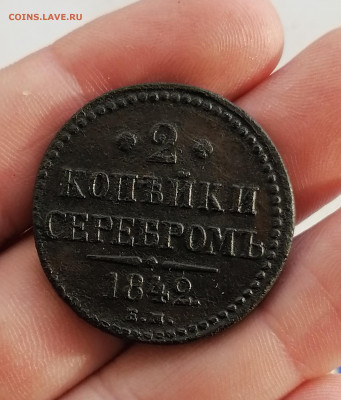 COINS.LAVE.RU
2
КОПѢЙКИ
СЕРЕБРОМЪ
1842
Е.М.